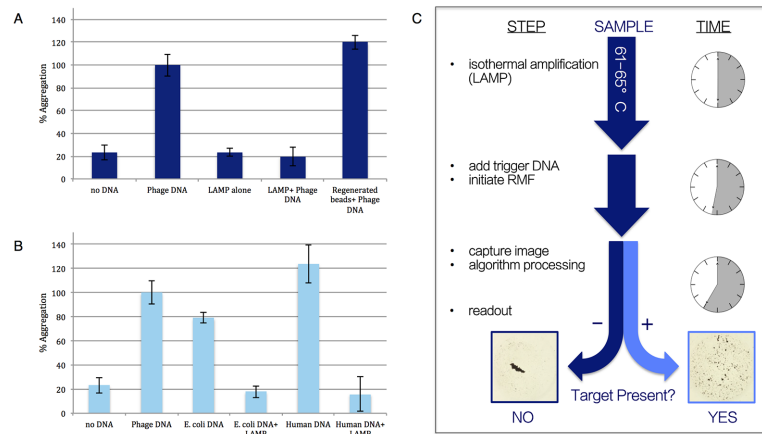 A
% Aggregation
140
120
100
80
60
40
20
0
no DNA
Phage DNA
LAMP alone
LAMP+ Phage
DNA
Regenerated
beads+ Phage
DNA
B
% Aggregation
140
120
100
80
60
40
20
0
no DNA
Phage DNA
E. coli DNA
E. coli DNA+
LAMP
Human DNA
Human DNA+
LAMP
C
STEP
SAMPLE
TIME
61–65° C
• isothermal amplification
(LAMP)
• add trigger DNA
• initiate RMF
• capture image
• algorithm processing
• readout
–
+
Target Present?
NO
YES